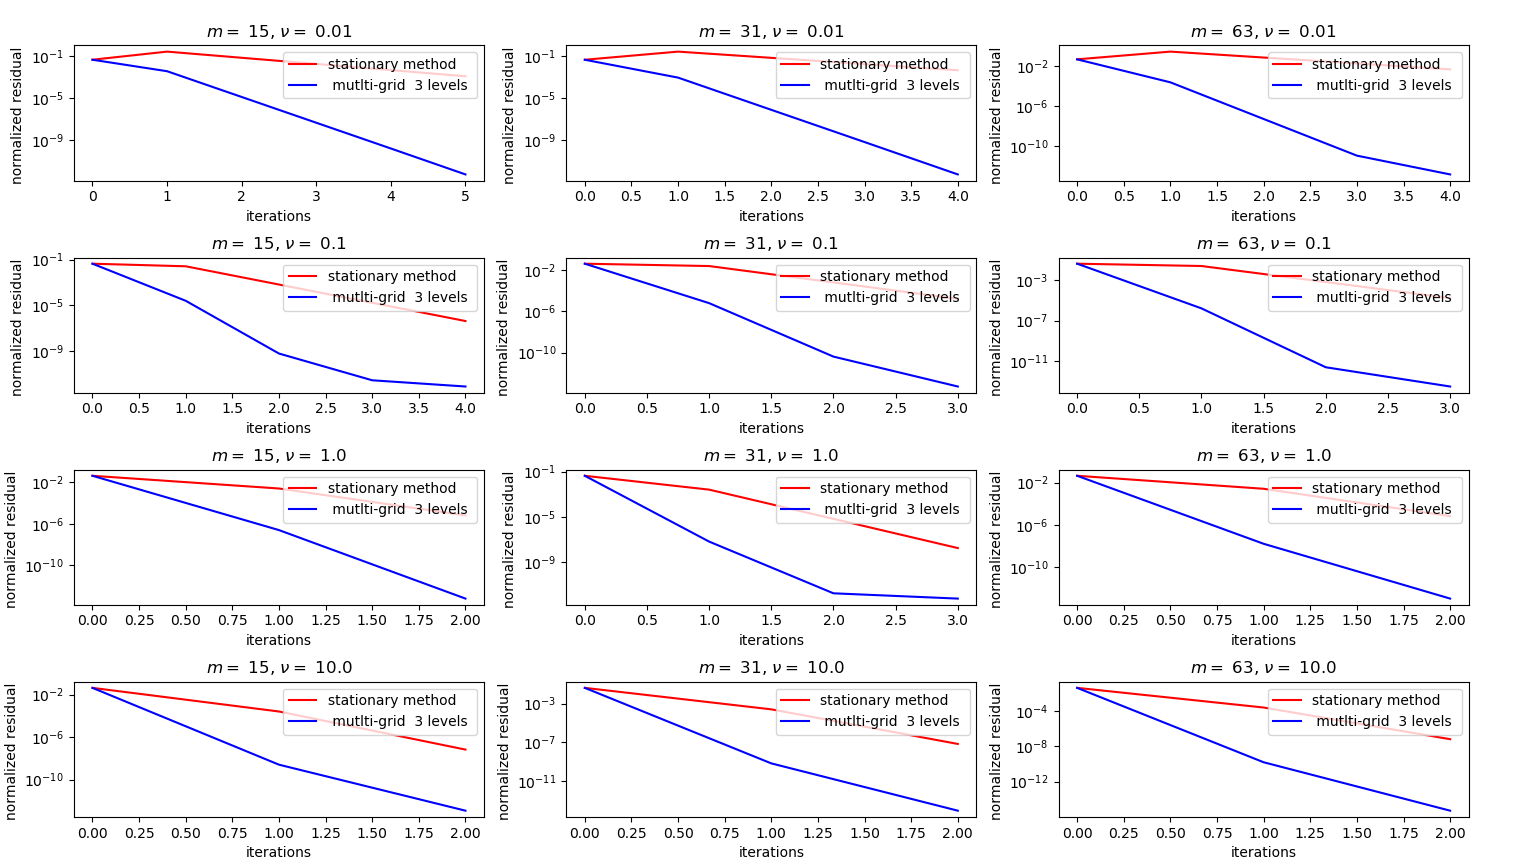 m = 15, ν = 0.01
normalized residual
10⁻¹
10⁻⁵
10⁻⁹
stationary method
mutlti-grid 3 levels
0 1 2 3 4 5
iterations
m = 31, ν = 0.01
normalized residual
10⁻¹
10⁻⁵
10⁻⁹
stationary method
mutlti-grid 3 levels
0.0 0.5 1.0 1.5 2.0 2.5 3.0 3.5 4.0
iterations
m = 63, ν = 0.01
normalized residual
10⁻²
10⁻⁶
10⁻¹⁰
stationary method
mutlti-grid 3 levels
0.0 0.5 1.0 1.5 2.0 2.5 3.0 3.5 4.0
iterations
m = 15, ν = 0.1
normalized residual
10⁻¹
10⁻⁵
10⁻⁹
stationary method
mutlti-grid 3 levels
0.0 0.5 1.0 1.5 2.0 2.5 3.0 3.5 4.0
iterations
m = 31, ν = 0.1
normalized residual
10⁻²
10⁻⁶
10⁻¹⁰
stationary method
mutlti-grid 3 levels
0.0 0.5 1.0 1.5 2.0 2.5 3.0
iterations
m = 63, ν = 0.1
normalized residual
10⁻³
10⁻⁷
10⁻¹¹
stationary method
mutlti-grid 3 levels
0.0 0.5 1.0 1.5 2.0 2.5 3.0
iterations
m = 15, ν = 1.0
normalized residual
10⁻²
10⁻⁶
10⁻¹⁰
stationary method
mutlti-grid 3 levels
0.00 0.25 0.50 0.75 1.00 1.25 1.50 1.75 2.00
iterations
m = 31, ν = 1.0
normalized residual
10⁻¹
10⁻⁵
10⁻⁹
stationary method
mutlti-grid 3 levels
0.0 0.5 1.0 1.5 2.0 2.5 3.0
iterations
m = 63, ν = 1.0
normalized residual
10⁻²
10⁻⁶
10⁻¹⁰
stationary method
mutlti-grid 3 levels
0.00 0.25 0.50 0.75 1.00 1.25 1.50 1.75 2.00
iterations
m = 15, ν = 10.0
normalized residual
10⁻²
10⁻⁶
10⁻¹⁰
stationary method
mutlti-grid 3 levels
0.00 0.25 0.50 0.75 1.00 1.25 1.50 1.75 2.00
iterations
m = 31, ν = 10.0
normalized residual
10⁻³
10⁻⁷
10⁻¹¹
stationary method
mutlti-grid 3 levels
0.00 0.25 0.50 0.75 1.00 1.25 1.50 1.75 2.00
iterations
m = 63, ν = 10.0
normalized residual
10⁻⁴
10⁻⁸
10⁻¹²
stationary method
mutlti-grid 3 levels
0.00 0.25 0.50 0.75 1.00 1.25 1.50 1.75 2.00
iterations